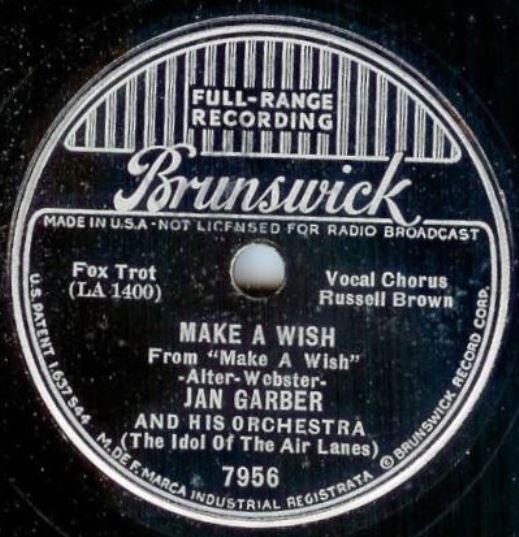 FULL-RANGE
RECORDING
Brunswick
MADE IN U.S.A - NOT LICENSED FOR RADIO BROADCAST
Fox Trot
(LA 1400)
Vocal Chorus
Russell Brown
MAKE A WISH
From "Make A Wish"
-Alter-Webster-
JAN GARBER
AND HIS ORCHESTRA
(The Idol Of The Air Lanes)
7956
U.S. PATENT 1,637,544
M. DE F. MARCA INDUSTRIAL REGISTRATA
© BRUNSWICK RECORD CORP.